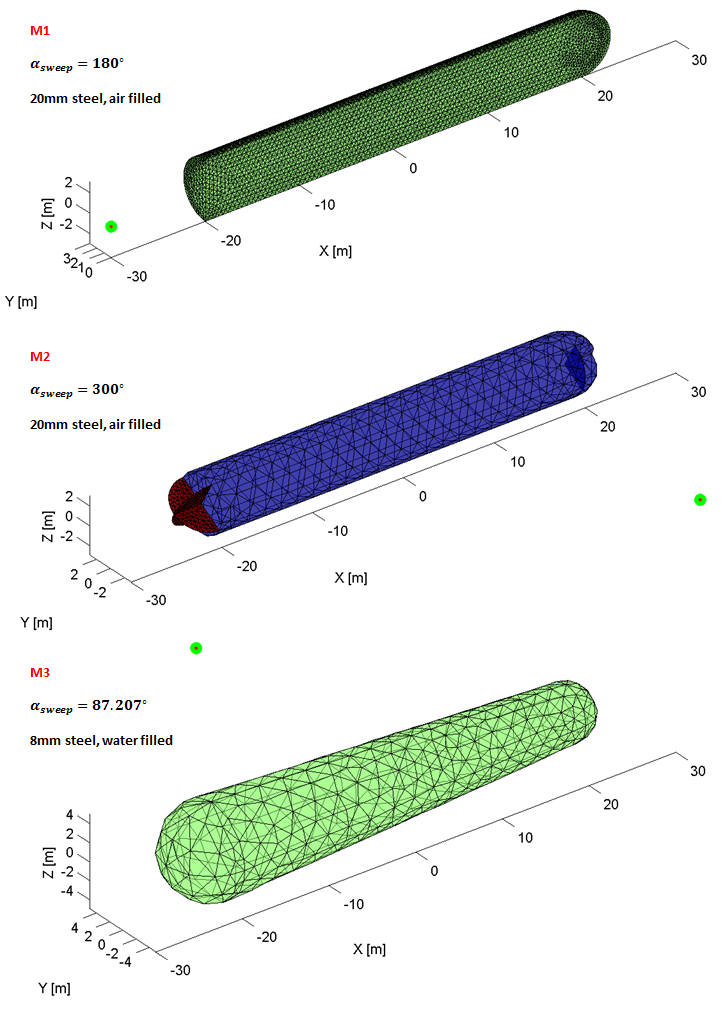 M1
α_sweep = 180°
20mm steel, air filled
30
20
10
0
-10
-20
-30
X [m]
2
0
-2
Z [m]
3
2
1
0
Y [m]
M2
α_sweep = 300°
20mm steel, air filled
30
20
10
0
-10
-20
-30
X [m]
2
0
-2
Z [m]
2
0
-2
Y [m]
M3
α_sweep = 87.207°
8mm steel, water filled
30
20
10
0
-10
-20
-30
X [m]
4
2
0
-2
-4
Z [m]
4
2
0
-2
-4
Y [m]